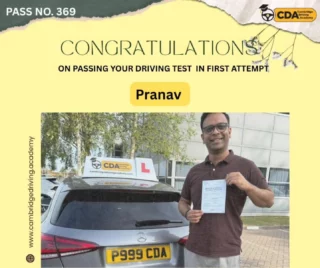 PASS NO. 369
CDA
CONGRATULATIONS
ON PASSING YOUR DRIVING TEST IN FIRST ATTEMPT
Pranav
www.cambridgedriving.academy
CDA
L
P999 CDA